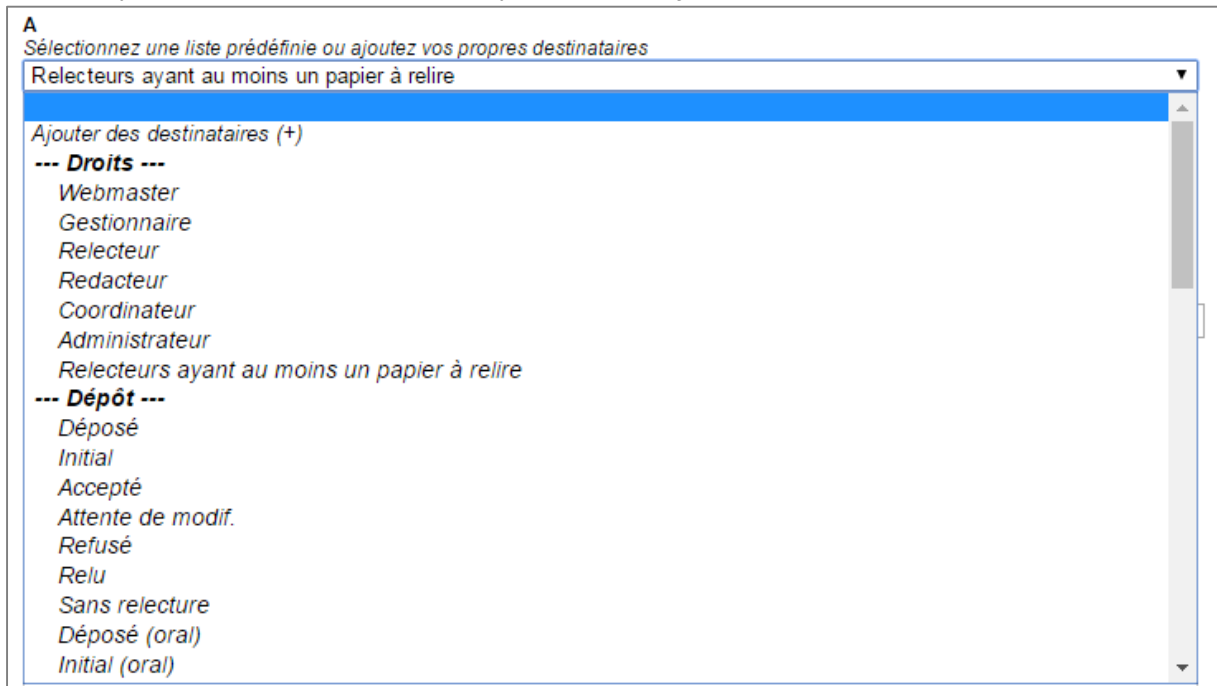 A
Sélectionnez une liste prédéfinie ou ajoutez vos propres destinataires
Relecteurs ayant au moins un papier à relire
Ajouter des destinataires (+)
--- Droits ---
Webmaster
Gestionnaire
Relecteur
Redacteur
Coordinateur
Administrateur
Relecteurs ayant au moins un papier à relire
--- Dépôt ---
Déposé
Initial
Accepté
Attente de modif.
Refusé
Relu
Sans relecture
Déposé (oral)
Initial (oral)